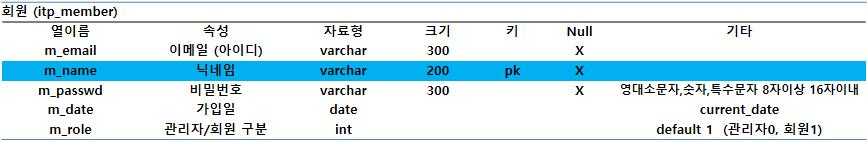 회원 (itp_member)
열이름 속성 자료형 크기 키 Null 기타
m_email 이메일 (아이디) varchar 300 X
m_name 닉네임 varchar 200 pk X
m_passwd 비밀번호 varchar 300 X 영대소문자,숫자,특수문자 8자이상 16자이내
m_date 가입일 date current_date
m_role 관리자/회원 구분 int default 1 (관리자0, 회원1)